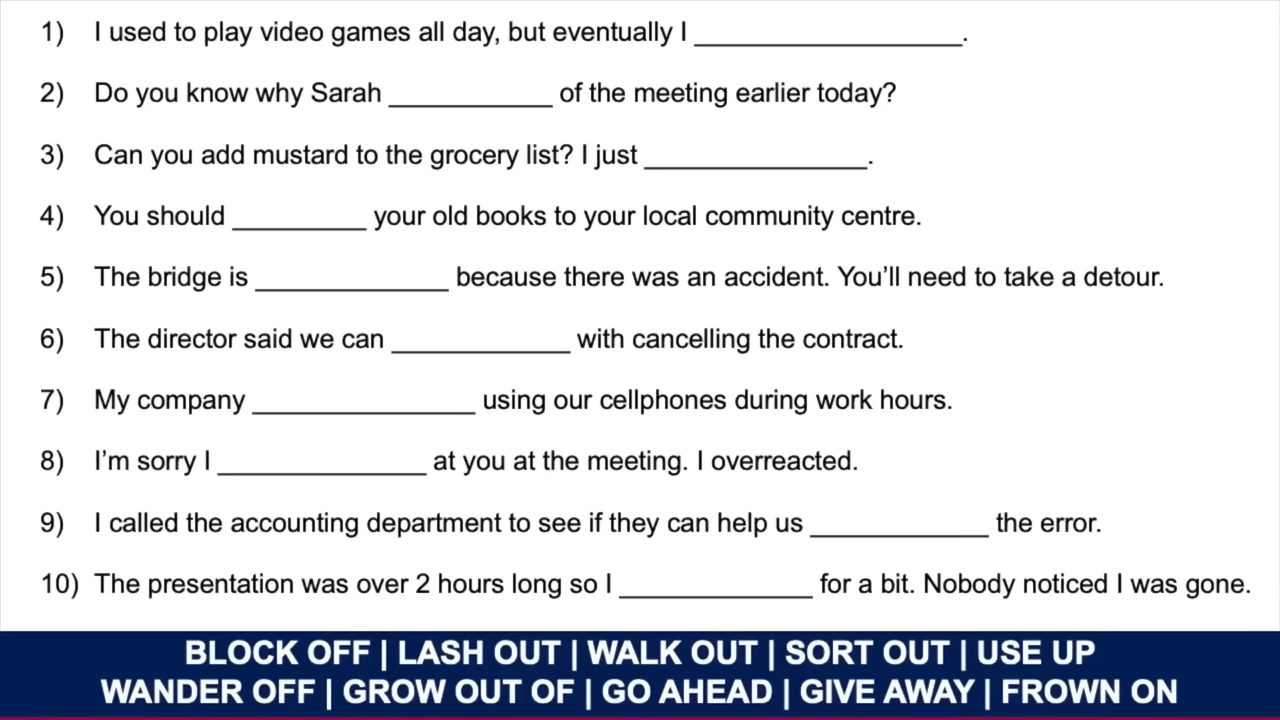 1) I used to play video games all day, but eventually I ___________________.
2) Do you know why Sarah ____________ of the meeting earlier today?
3) Can you add mustard to the grocery list? I just ________________.
4) You should __________ your old books to your local community centre.
5) The bridge is ______________ because there was an accident. You’ll need to take a detour.
6) The director said we can _____________ with cancelling the contract.
7) My company ________________ using our cellphones during work hours.
8) I’m sorry I _______________ at you at the meeting. I overreacted.
9) I called the accounting department to see if they can help us _____________ the error.
10) The presentation was over 2 hours long so I ______________ for a bit. Nobody noticed I was gone.
BLOCK OFF | LASH OUT | WALK OUT | SORT OUT | USE UP
WANDER OFF | GROW OUT OF | GO AHEAD | GIVE AWAY | FROWN ON